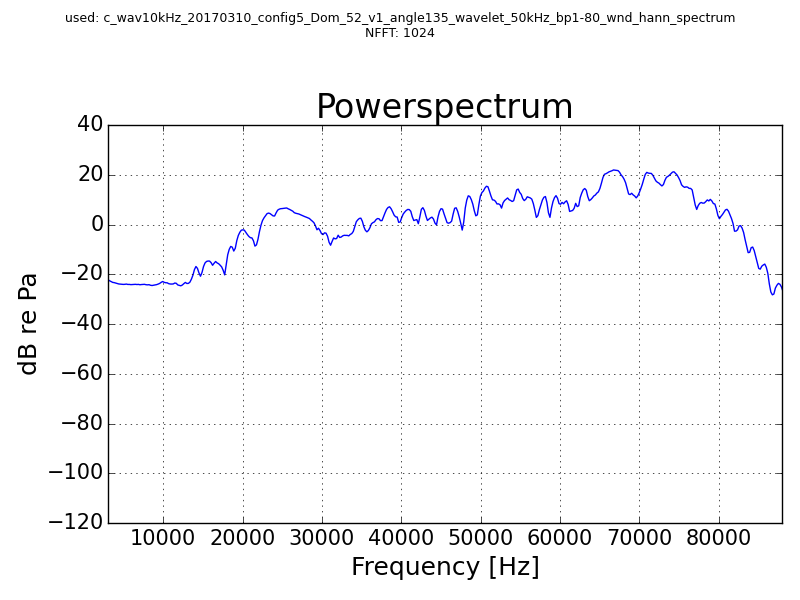 used: c_wav10kHz_20170310_config5_Dom_52_v1_angle135_wavelet_50kHz_bp1-80_wnd_hann_spectrum
NFFT: 1024
Powerspectrum
40
20
0
−20
−40
−60
−80
−100
−120
dB re Pa
10000 20000 30000 40000 50000 60000 70000 80000
Frequency [Hz]